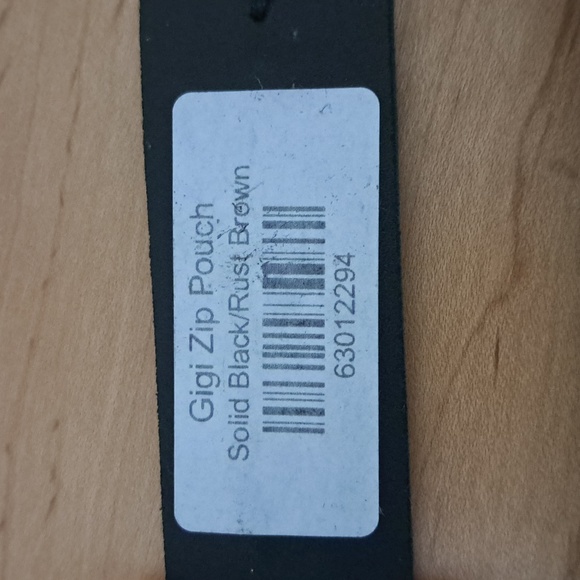 Gigi Zip Pouch
Solid Black/Rust Brown
63012294